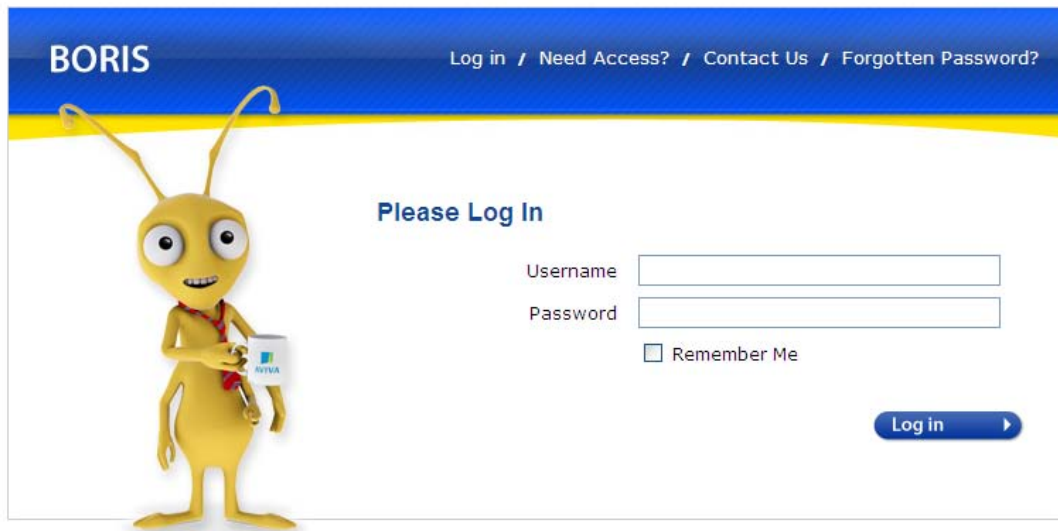 BORIS
Log in / Need Access? / Contact Us / Forgotten Password?
Please Log In
Username
Password
AVIVA
Remember Me
Log in